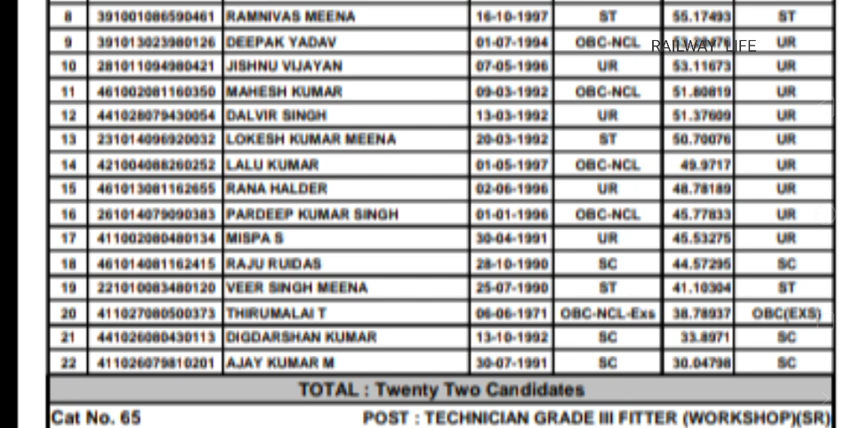 8 391001086590461 RAMNIVAS MEENA 16-10-1997 ST 55.17493 ST
9 391013023980126 DEEPAK YADAV 01-07-1994 OBC-NCL UR
RAILWAY LIFE
10 281011094980421 JISHNU VIJAYAN 07-05-1996 UR 53.11673 UR
11 461002081160350 MAHESH KUMAR 09-03-1992 OBC-NCL 51.80819 UR
12 441028079430054 DALVIR SINGH 13-03-1992 UR 51.37609 UR
13 231014096920032 LOKESH KUMAR MEENA 20-03-1992 ST 50.70076 UR
14 421004088260252 LALU KUMAR 01-05-1997 OBC-NCL 49.9717 UR
15 461013081162655 RANA HALDER 02-06-1996 UR 48.78189 UR
16 261014079090383 PARDEEP KUMAR SINGH 01-01-1996 OBC-NCL 45.77833 UR
17 411002080480134 MISPA S 30-04-1991 UR 45.53275 UR
18 461014081162415 RAJU RUIDAS 28-10-1990 SC 44.57295 SC
19 221010083480120 VEER SINGH MEENA 25-07-1990 ST 41.10304 ST
20 411027080500373 THIRUMALAI T 06-06-1971 OBC-NCL-Exs 38.78937 OBC(EXS)
21 441026080430113 DIGDARSHAN KUMAR 13-10-1992 SC 33.8971 SC
22 411026079810201 AJAY KUMAR M 30-07-1991 SC 30.04798 SC
TOTAL : Twenty Two Candidates
Cat No. 65 POST : TECHNICIAN GRADE III FITTER (WORKSHOP)(SR)